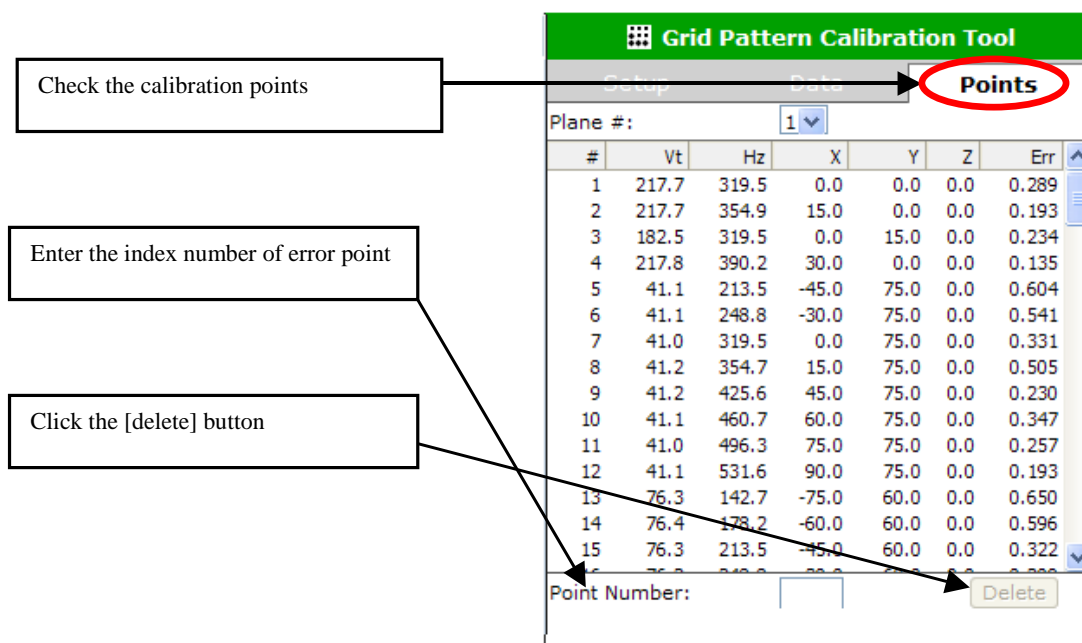 Grid Pattern Calibration Tool
Check the calibration points
Setup Data Points
Plane #: 1
# Vt Hz X Y Z Err
1 217.7 319.5 0.0 0.0 0.0 0.289
2 217.7 354.9 15.0 0.0 0.0 0.193
3 182.5 319.5 0.0 15.0 0.0 0.234
Enter the index number of error point
4 217.8 390.2 30.0 0.0 0.0 0.135
5 41.1 213.5 -45.0 75.0 0.0 0.604
6 41.1 248.8 -30.0 75.0 0.0 0.541
7 41.0 319.5 0.0 75.0 0.0 0.331
8 41.2 354.7 15.0 75.0 0.0 0.505
9 41.2 425.6 45.0 75.0 0.0 0.230
Click the [delete] button
10 41.1 460.7 60.0 75.0 0.0 0.347
11 41.0 496.3 75.0 75.0 0.0 0.257
12 41.1 531.6 90.0 75.0 0.0 0.193
13 76.3 142.7 -75.0 60.0 0.0 0.650
14 76.4 178.2 -60.0 60.0 0.0 0.596
15 76.3 213.5 -45.0 60.0 0.0 0.322
Point Number: Delete